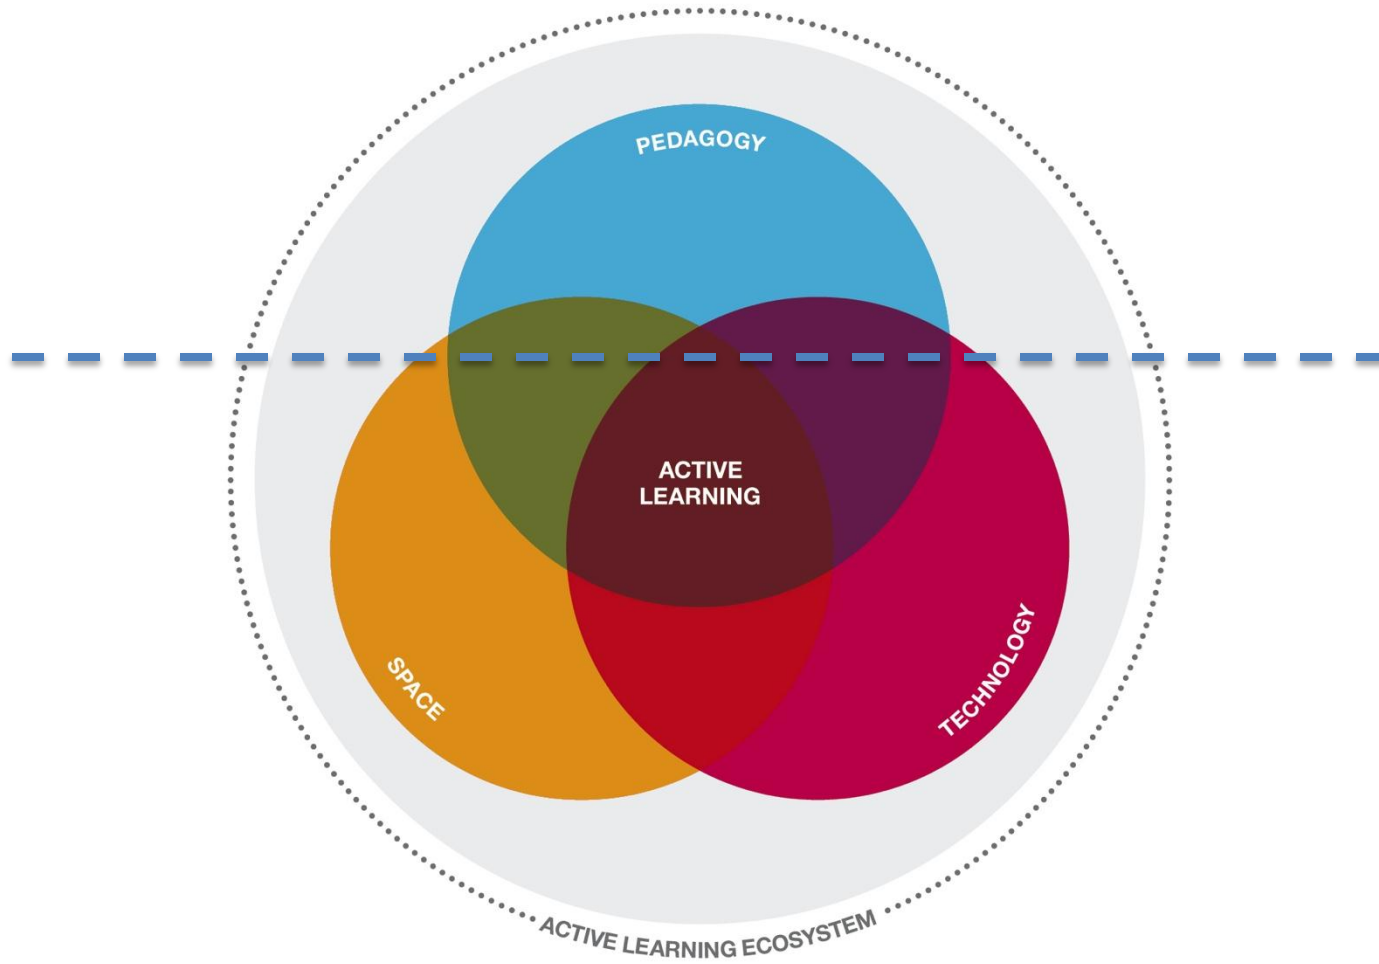 PEDAGOGY
ACTIVE
LEARNING
SPACE
TECHNOLOGY
ACTIVE LEARNING ECOSYSTEM